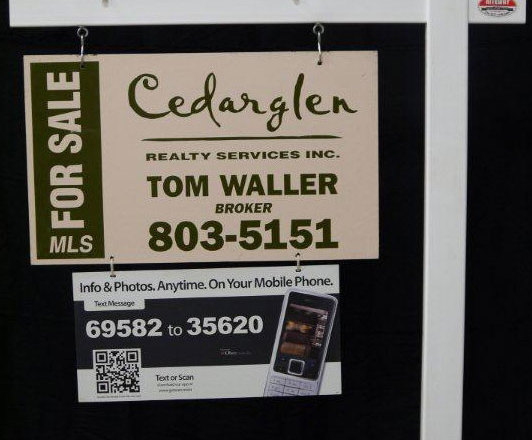 RITEWAY
FOR SALE
MLS
Cedarglen
REALTY SERVICES INC.
TOM WALLER
BROKER
803-5151
Info & Photos. Anytime. On Your Mobile Phone.
Text Message
69582 to 35620
Text or Scan